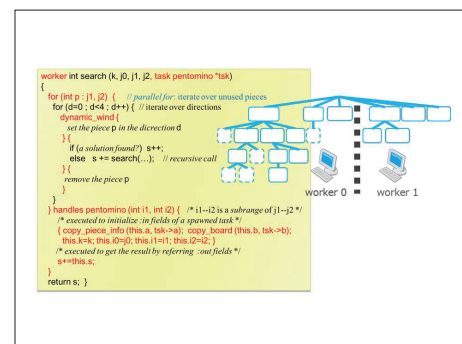 worker int search (k, j0, j1, j2, task pentomino *tsk)
{
for (int p : j1, j2) { // parallel for: iterate over unused pieces
for (d=0 ; d<4 ; d++) { // iterate over directions
dynamic_wind {
set the piece p in the dicrection d
} {
if (a solution found?) s++;
else s += search(…); // recursive call
} {
remove the piece p
}
}
} handles pentomino (int i1, int i2) { /* i1--i2 is a subrange of j1--j2 */
/* executed to initialize :in fields of a spawned task */
{ copy_piece_info (this.a, tsk->a); copy_board (this.b, tsk->b);
this.k=k; this.i0=j0; this.i1=i1; this.i2=i2; }
/* executed to get the result by referring :out fields */
s+=this.s;
}
return s; }
worker 0
worker 1